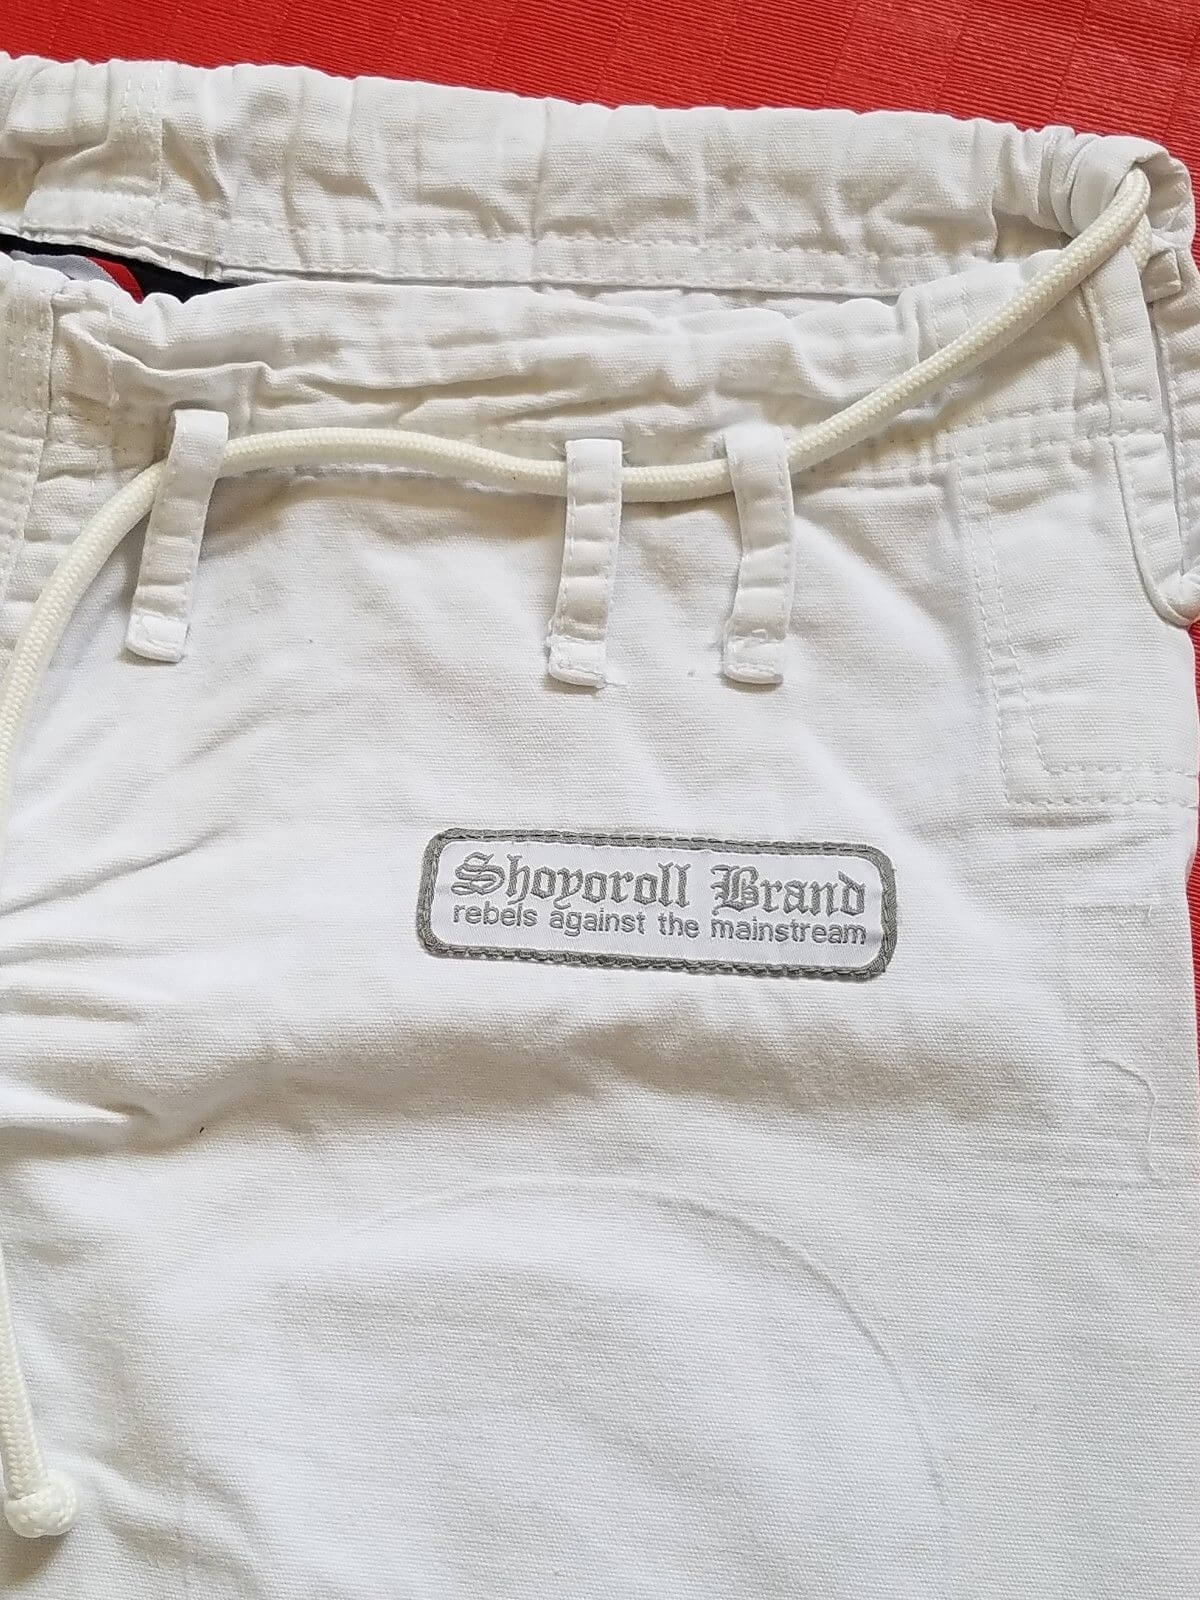 Shoyoroll Brand
rebels against the mainstream